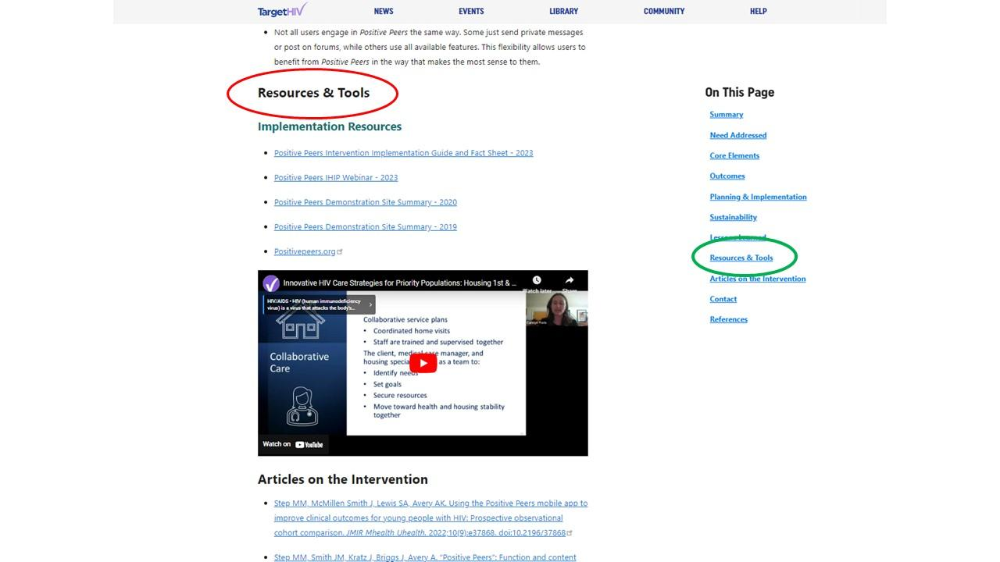 TargetHIV NEWS EVENTS LIBRARY COMMUNITY HELP
• Not all users engage in Positive Peers the same way. Some just send private messages
or post on forums, while others use all available features. This flexibility allows users to
benefit from Positive Peers in the way that makes the most sense to them.
Resources & Tools
Implementation Resources
• Positive Peers Intervention Implementation Guide and Fact Sheet - 2023
• Positive Peers IHIP Webinar - 2023
• Positive Peers Demonstration Site Summary - 2020
• Positive Peers Demonstration Site Summary - 2019
• Positivepeers.org
Innovative HIV Care Strategies for Priority Populations: Housing 1st & ...
Watch later Share
HIV/AIDS • HIV (human immunodeficiency
virus) is a virus that attacks the body's...
Collaborative
Care
Collaborative service plans
• Coordinated home visits
• Staff are trained and supervised together
The client, medical care manager, and
housing as a team to:
• Identify needs
• Set goals
• Secure resources
• Move toward health and housing stability
together
Watch on YouTube
Articles on the Intervention
• Step MM, McMillen Smith J, Lewis SA, Avery AK. Using the Positive Peers mobile app to
improve clinical outcomes for young people with HIV: Prospective observational
cohort comparison. JMIR Mhealth Uhealth. 2022;10(9):e37868. doi:10.2196/37868
• Step MM, Smith JM, Kratz J, Briggs J, Avery A. "Positive Peers": Function and content
On This Page
Summary
Need Addressed
Core Elements
Outcomes
Planning & Implementation
Sustainability
Lessons Learned
Resources & Tools
Articles on the Intervention
Contact
References